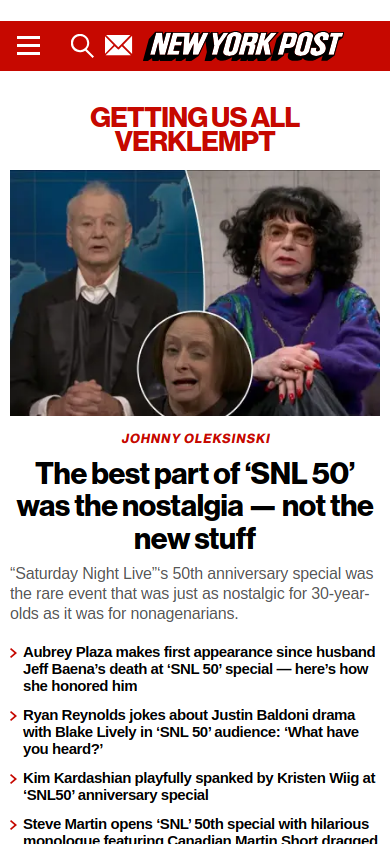 NEW YORK POST
GETTING US ALL
VERKLEMPT
JOHNNY OLEKSINSKI
The best part of ‘SNL 50’
was the nostalgia — not the
new stuff
“Saturday Night Live”‘s 50th anniversary special was
the rare event that was just as nostalgic for 30-year-
olds as it was for nonagenarians.
Aubrey Plaza makes first appearance since husband
Jeff Baena’s death at ‘SNL 50’ special — here’s how
she honored him
Ryan Reynolds jokes about Justin Baldoni drama
with Blake Lively in ‘SNL 50’ audience: ‘What have
you heard?’
Kim Kardashian playfully spanked by Kristen Wiig at
‘SNL50’ anniversary special
Steve Martin opens ‘SNL’ 50th special with hilarious
monologue featuring Canadian Martin Short dragged